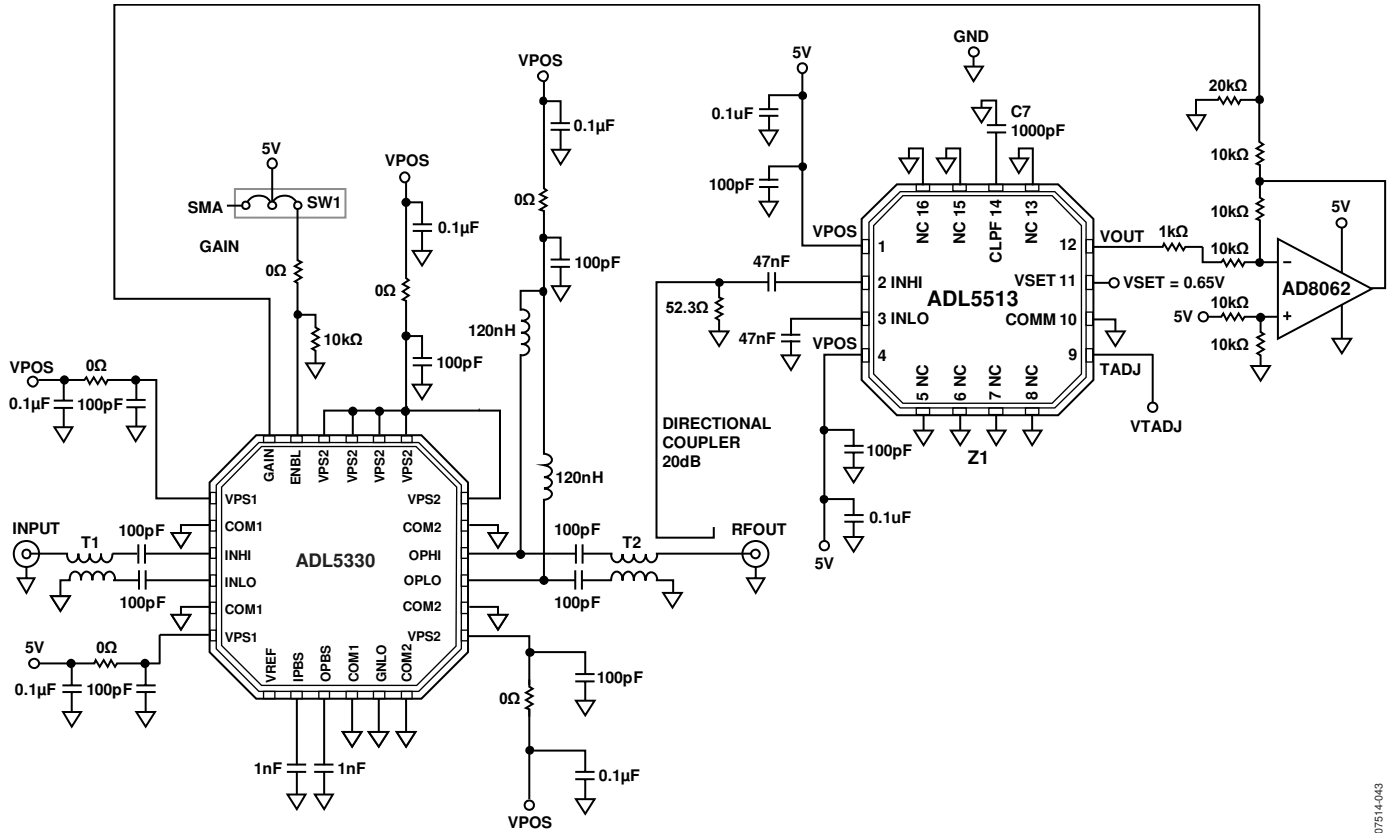 VPOS
0.1µF
0Ω
100pF
120nH
120nH
5V
SMA
SW1
GAIN
0Ω
10kΩ
VPOS
0.1µF
0Ω
100pF
VPOS
0Ω
0.1µF
100pF
5V
0.1uF
100pF
GND
C7
1000pF
20kΩ
10kΩ
10kΩ
10kΩ
1kΩ
5V
AD8062
−
+
10kΩ
5V
10kΩ
VPOS
1
NC 16
NC 15
CLPF 14
NC 13
12
VOUT
47nF
2 INHI
VSET 11
VSET = 0.65V
ADL5513
52.3Ω
3 INLO
COMM 10
47nF
VPOS
4
9
TADJ
5 NC
6 NC
7 NC
8 NC
VTADJ
Z1
DIRECTIONAL
COUPLER
20dB
100pF
0.1uF
5V
GAIN
ENBL
VPS2
VPS2
VPS2
VPS2
VPS1
VPS2
COM1
COM2
INPUT
T1
100pF
INHI
ADL5330
OPHI
100pF
T2
RFOUT
INLO
OPLO
100pF
100pF
COM1
COM2
VPS1
VPS2
5V
0Ω
0.1µF
100pF
VREF
IPBS
OPBS
COM1
GNLO
COM2
100pF
0Ω
1nF
1nF
0.1µF
VPOS
07514-043